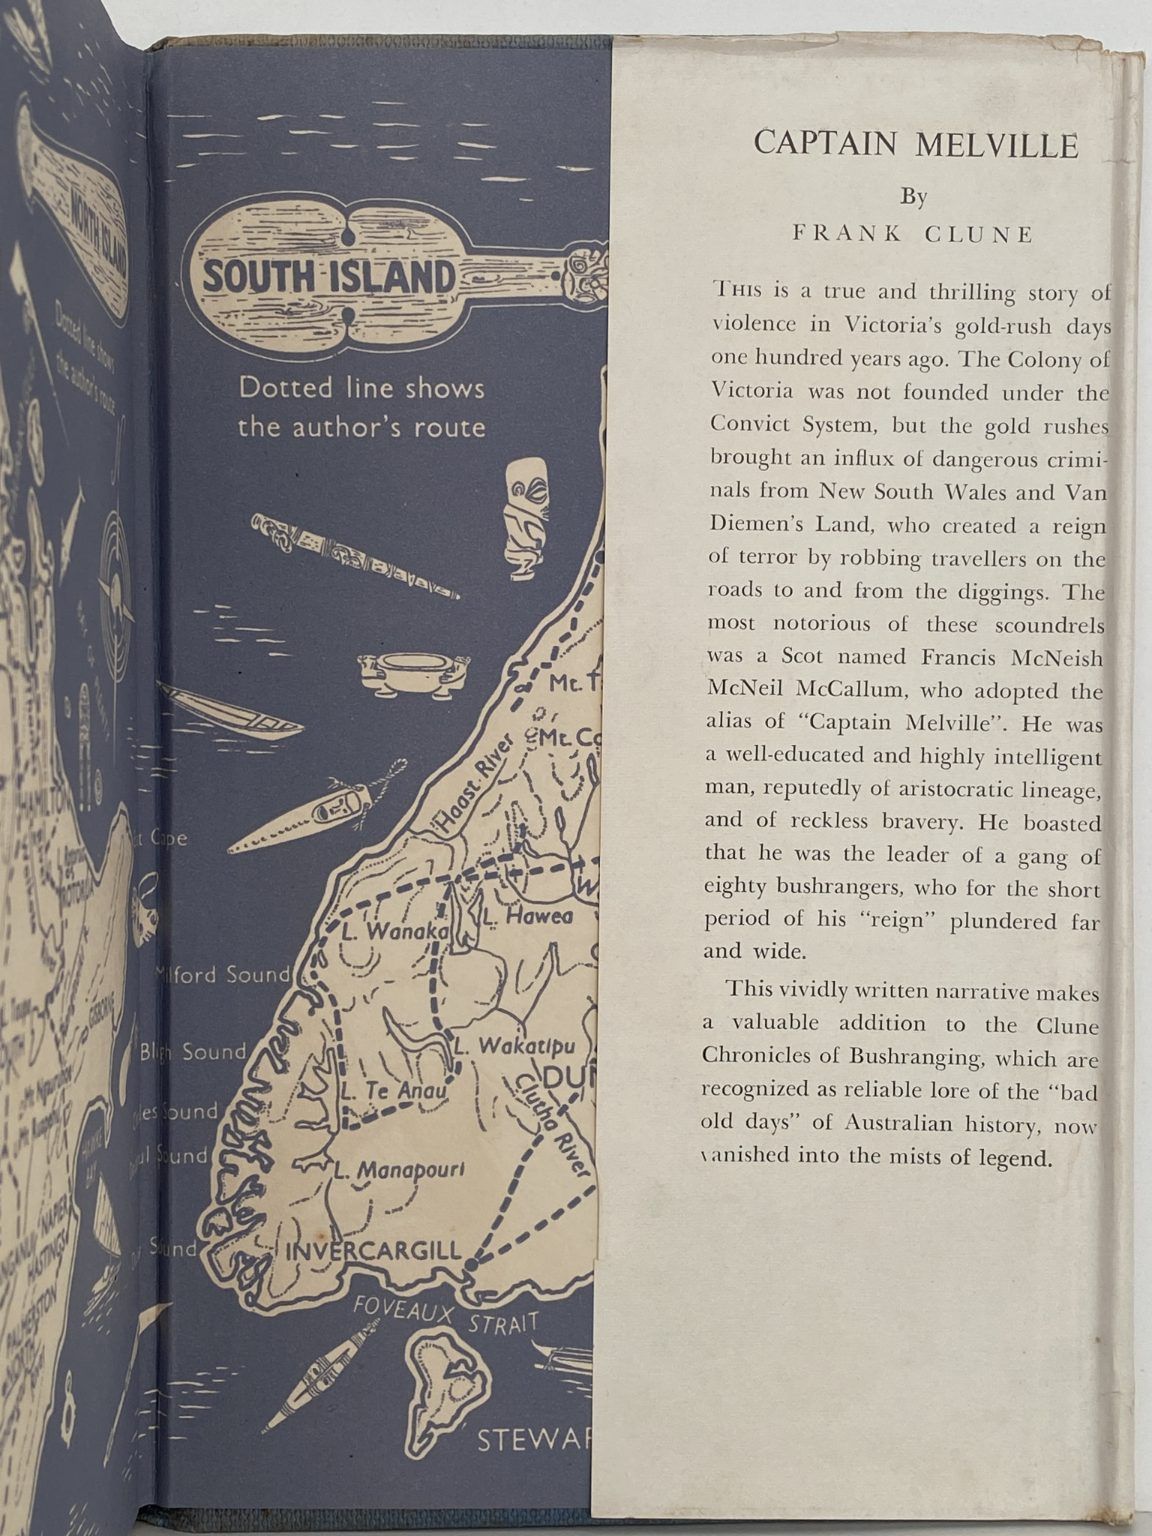 NORTH ISLAND
Dotted line shows
the author's route
HAMILTON
GISBORNE
NAPIER
HASTINGS
PALMERSTON
NORTH
SOUTH ISLAND
Dotted line shows
the author's route
Haast River
L. Wanaka
L. Hawea
Sound
Sound
Sound
Sound
Sound
L. Wakatipu
L. Te Anau
Clutha River
L. Manapouri
INVERCARGILL
FOVEAUX STRAIT
CAPTAIN MELVILLE
By
FRANK CLUNE
THIS is a true and thrilling story of
violence in Victoria's gold-rush days
one hundred years ago. The Colony of
Victoria was not founded under the
Convict System, but the gold rushes
brought an influx of dangerous crimi-
nals from New South Wales and Van
Diemen's Land, who created a reign
of terror by robbing travellers on the
roads to and from the diggings. The
most notorious of these scoundrels
was a Scot named Francis McNeish
McNeil McCallum, who adopted the
alias of "Captain Melville". He was
a well-educated and highly intelligent
man, reputedly of aristocratic lineage,
and of reckless bravery. He boasted
that he was the leader of a gang of
eighty bushrangers, who for the short
period of his "reign" plundered far
and wide.
This vividly written narrative makes
a valuable addition to the Clune
Chronicles of Bushranging, which are
recognized as reliable lore of the "bad
old days" of Australian history, now
vanished into the mists of legend.